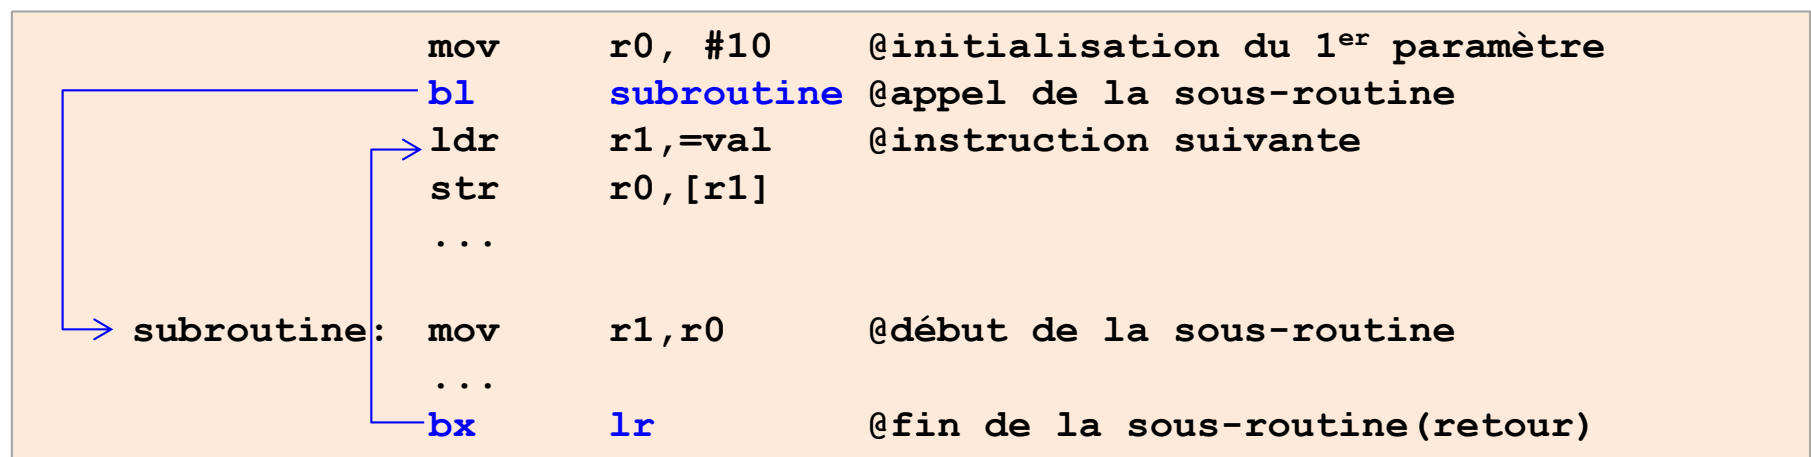 mov r0, #10 @initialisation du 1er paramètre
bl subroutine @appel de la sous-routine
ldr r1,=val @instruction suivante
str r0,[r1]
...
subroutine: mov r1,r0 @début de la sous-routine
...
bx lr @fin de la sous-routine(retour)